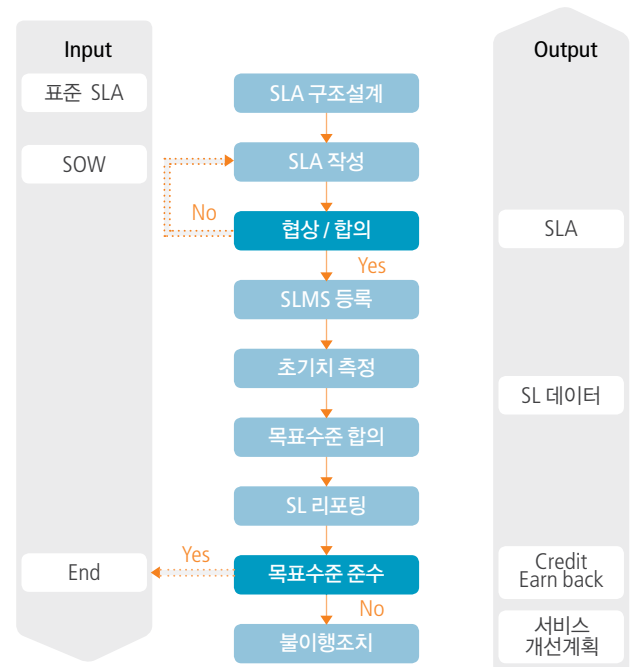 Input
Output
표준 SLA
SLA 구조설계
SOW
SLA 작성
No
협상 / 합의
SLA
Yes
SLMS 등록
초기치 측정
SL 데이터
목표수준 합의
SL 리포팅
Yes
End
목표수준 준수
Credit
Earn back
No
불이행조치
서비스
개선계획